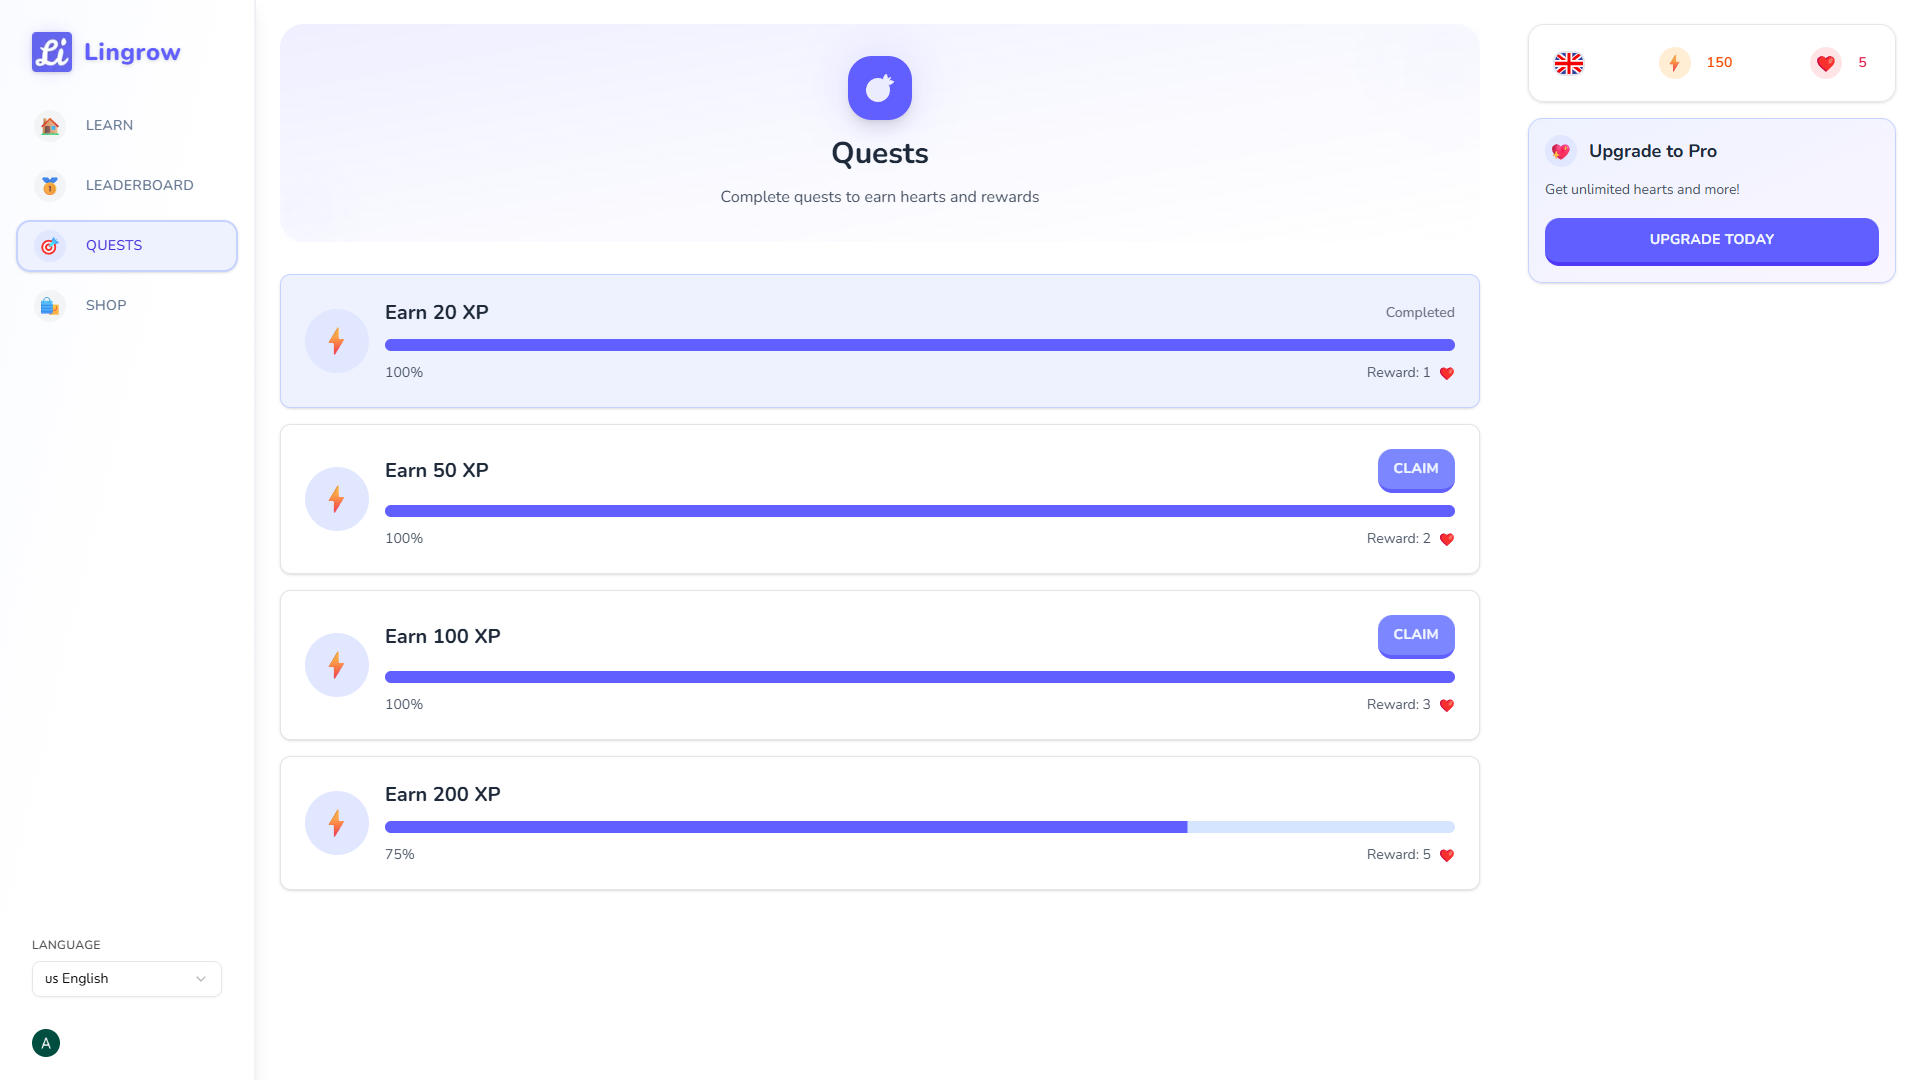 Li Lingrow
LEARN
LEADERBOARD
QUESTS
SHOP
LANGUAGE
us English
A
Quests
Complete quests to earn hearts and rewards
Earn 20 XP
Completed
100%
Reward: 1
Earn 50 XP
CLAIM
100%
Reward: 2
Earn 100 XP
CLAIM
100%
Reward: 3
Earn 200 XP
75%
Reward: 5
150
5
Upgrade to Pro
Get unlimited hearts and more!
UPGRADE TODAY